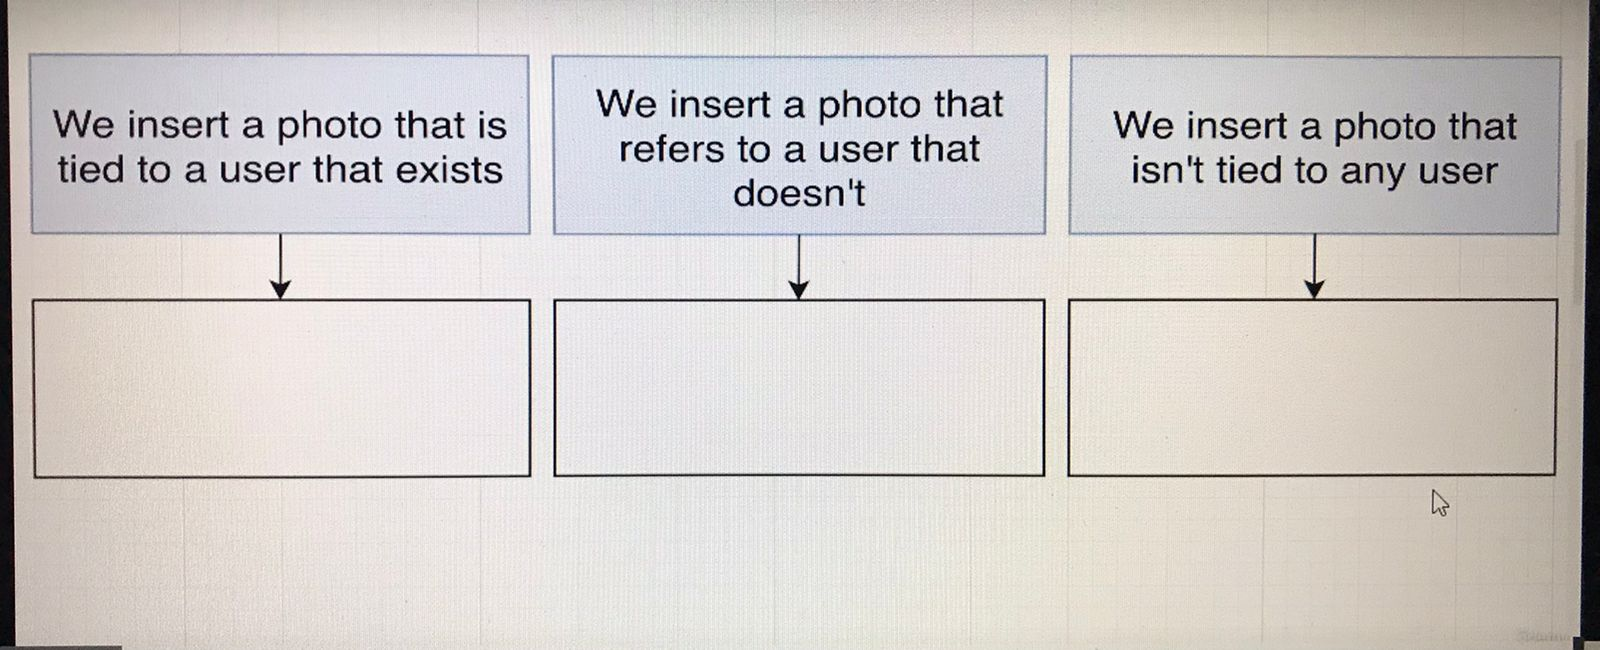 We insert a photo that is
tied to a user that exists
We insert a photo that
refers to a user that
doesn't
We insert a photo that
isn't tied to any user